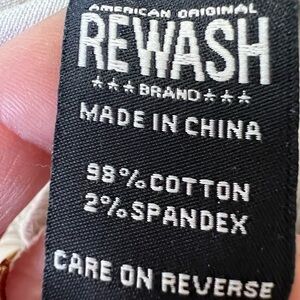 AMERICAN ORIGINAL
REWASH
★★★BRAND★★★
MADE IN CHINA
98%COTTON
2%SPANDEX
CARE ON REVERSE